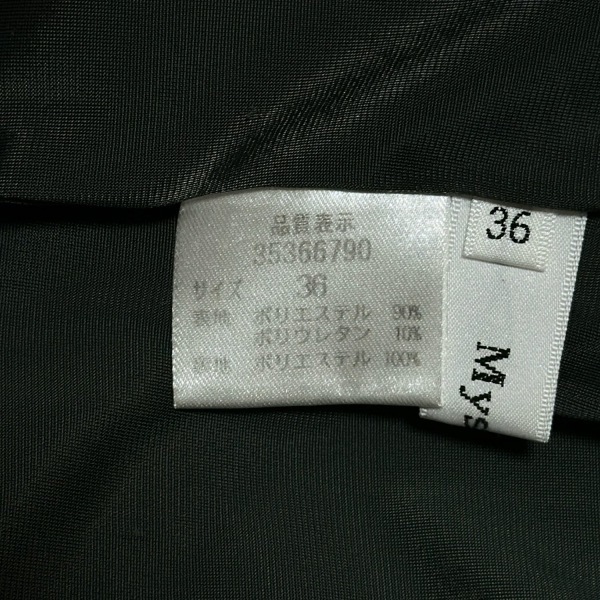 品質表示
35366790
サイズ 36
表地 ポリエステル 90%
ポリウレタン 10%
裏地 ポリエステル 100%
36
Mys